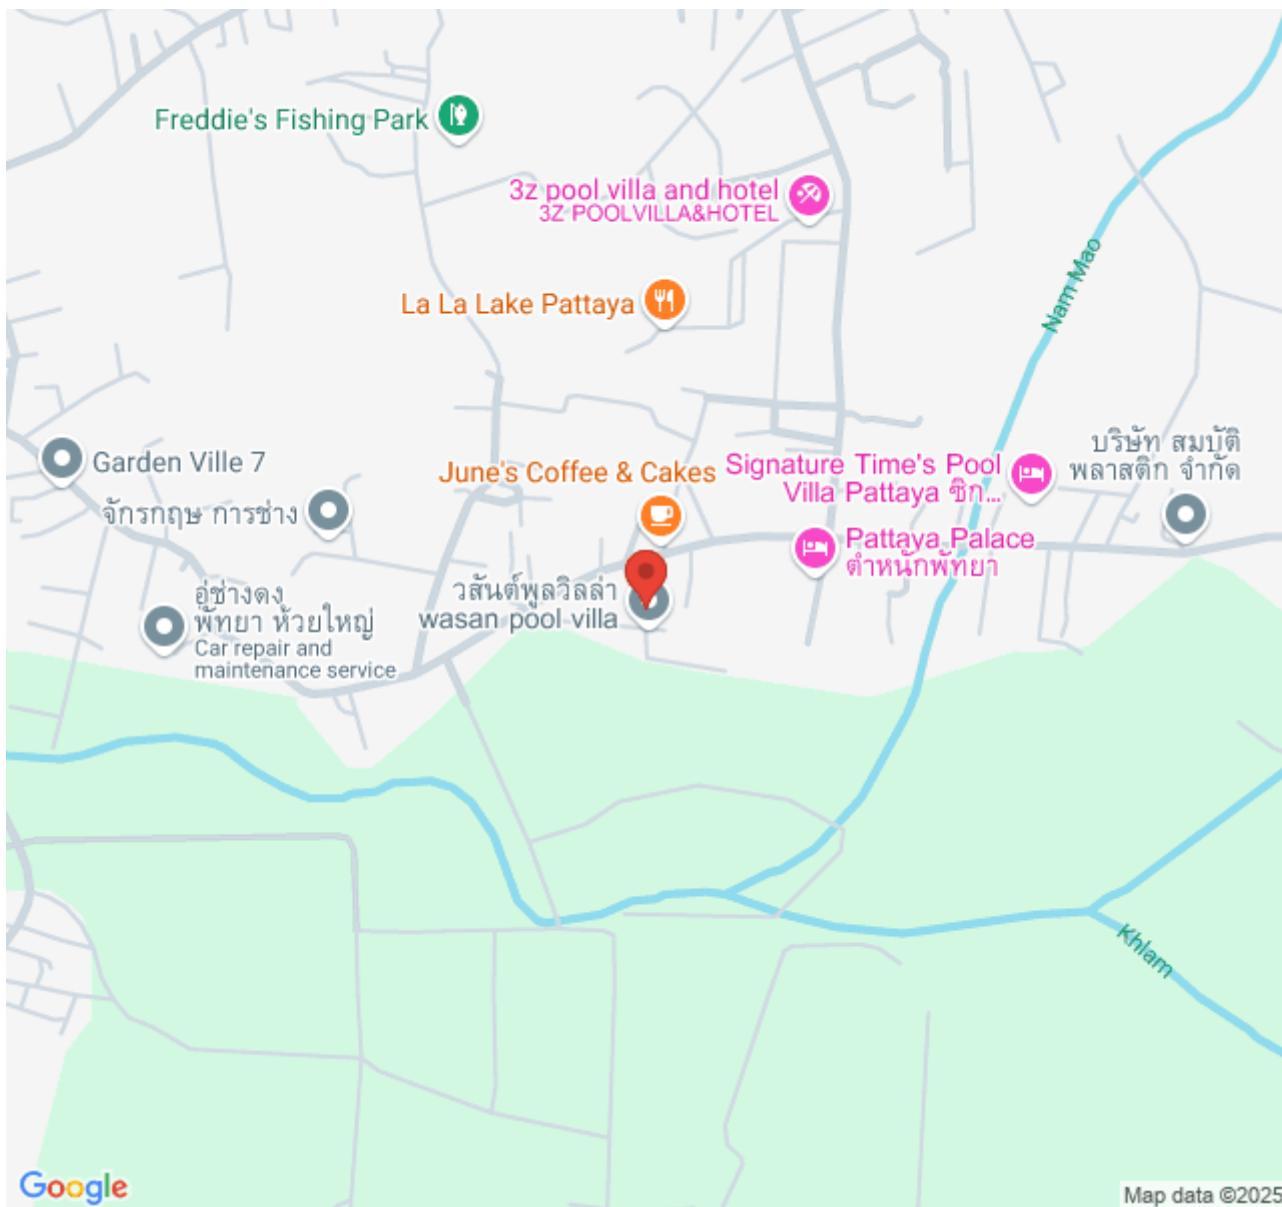 Freddie's Fishing Park
3z pool villa and hotel
3Z POOLVILLA&HOTEL
Nam Mao
La La Lake Pattaya
บริษัท สมบัติ
พลาสติก จำกัด
Garden Ville 7
June's Coffee & Cakes
Signature Time's Pool
Villa Pattaya ซิก...
จักรกฤษ การช่าง
Pattaya Palace
ตำหนักพัทยา
วสันต์พูลวิลล่า
wasan pool villa
อู่ช่างดง
พัทยา ห้วยใหญ่
Car repair and
maintenance service
Khlam
Google
Map data ©2025